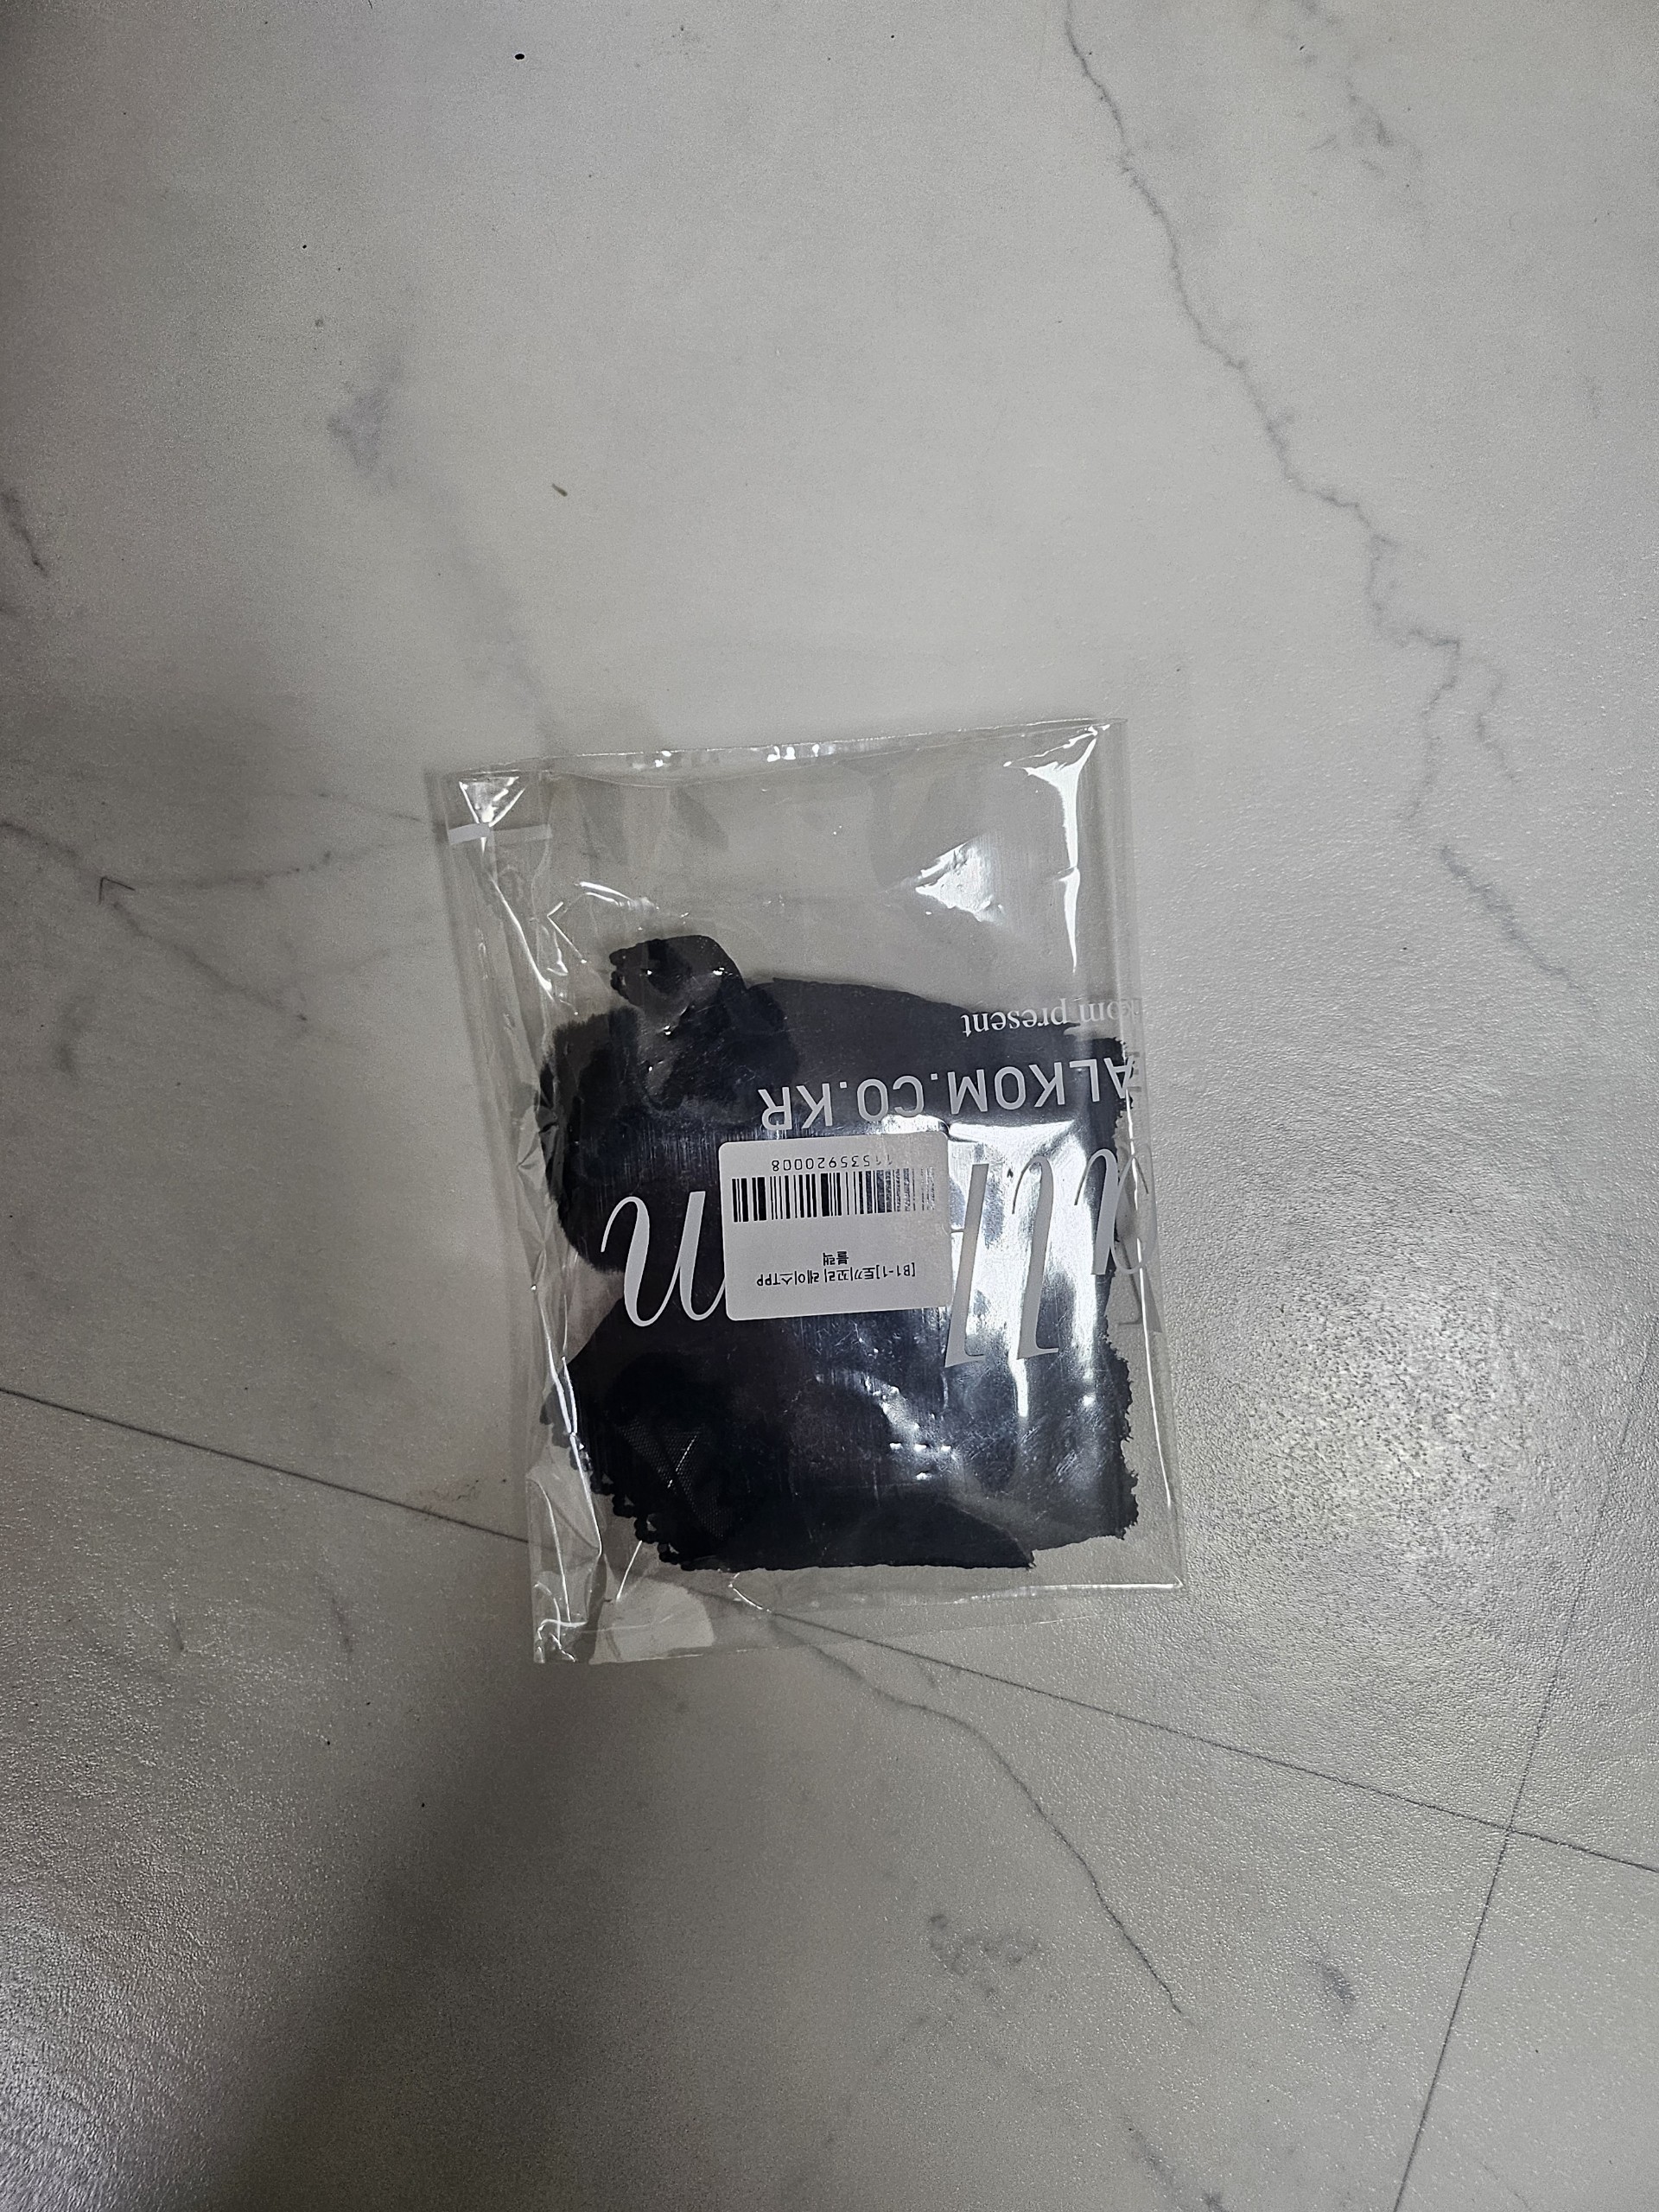 om present
ALKOM.CO.KR
11535920008
[B1-1]토끼꼬리 레이스TPP
블랙